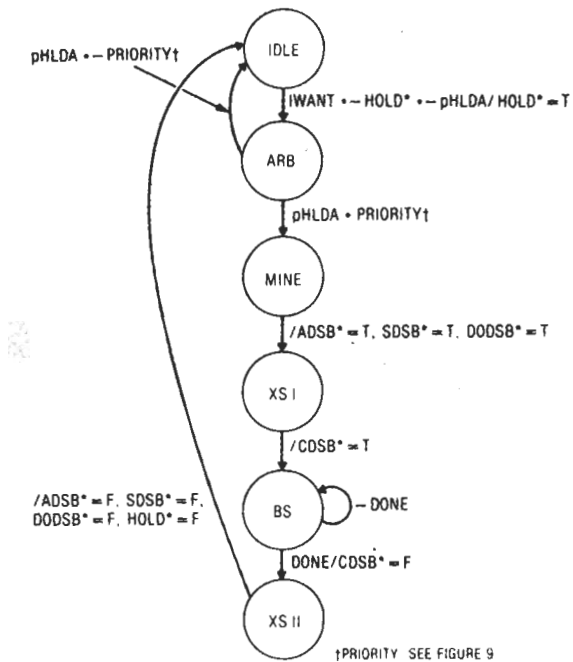 IDLE
pHLDA • – PRIORITY†
IWANT • – HOLD* • – pHLDA / HOLD* = T
ARB
pHLDA • PRIORITY†
MINE
/ADSB* = T, SDSB* = T, DODSB* = T
XS I
/CDSB* = T
BS
– DONE
/ADSB* = F, SDSB* = F,
DODSB* = F, HOLD* = F
DONE/CDSB* = F
XS II
†PRIORITY SEE FIGURE 9